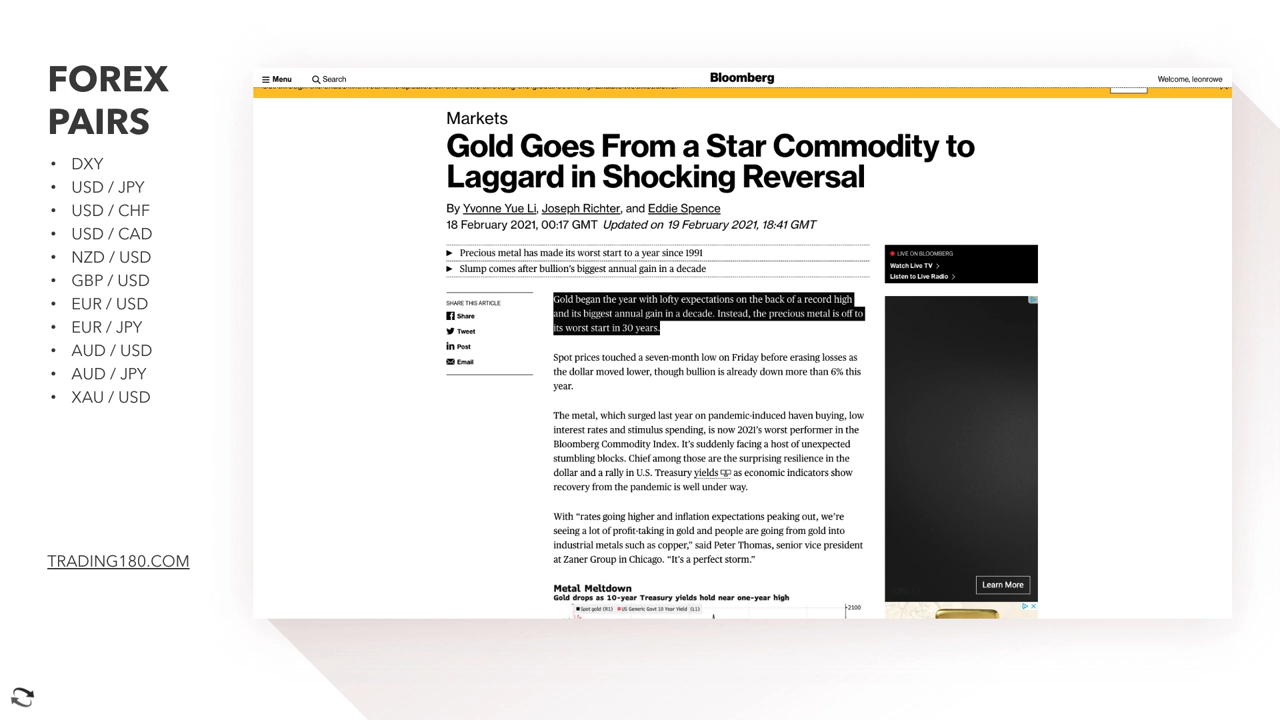 FOREX
PAIRS
• DXY
• USD / JPY
• USD / CHF
• USD / CAD
• NZD / USD
• GBP / USD
• EUR / USD
• EUR / JPY
• AUD / USD
• AUD / JPY
• XAU / USD
TRADING180.COM
Menu
Search
Bloomberg
Welcome, leonrowe
Markets
Gold Goes From a Star Commodity to
Laggard in Shocking Reversal
By Yvonne Yue Li, Joseph Richter, and Eddie Spence
18 February 2021, 00:17 GMT Updated on 19 February 2021, 18:41 GMT
► Precious metal has made its worst start to a year since 1991
► Slump comes after bullion's biggest annual gain in a decade
SHARE THIS ARTICLE
Share
Tweet
Post
Email
Gold began the year with lofty expectations on the back of a record high
and its biggest annual gain in a decade. Instead, the precious metal is off to
its worst start in 30 years.
Spot prices touched a seven-month low on Friday before erasing losses as
the dollar moved lower, though bullion is already down more than 6% this
year.
The metal, which surged last year on pandemic-induced haven buying, low
interest rates and stimulus spending, is now 2021's worst performer in the
Bloomberg Commodity Index. It's suddenly facing a host of unexpected
stumbling blocks. Chief among those are the surprising resilience in the
dollar and a rally in U.S. Treasury yields as economic indicators show
recovery from the pandemic is well under way.
With “rates going higher and inflation expectations peaking out, we're
seeing a lot of profit-taking in gold and people are going from gold into
industrial metals such as copper,” said Peter Thomas, senior vice president
at Zaner Group in Chicago. “It's a perfect storm.”
Metal Meltdown
Gold drops as 10-year Treasury yields hold near one-year high
Spot gold (R1) US Generic Govt 10 Year Yield (L1)
2100
LIVE ON BLOOMBERG
Watch Live TV >
Listen to Live Radio >
Learn More